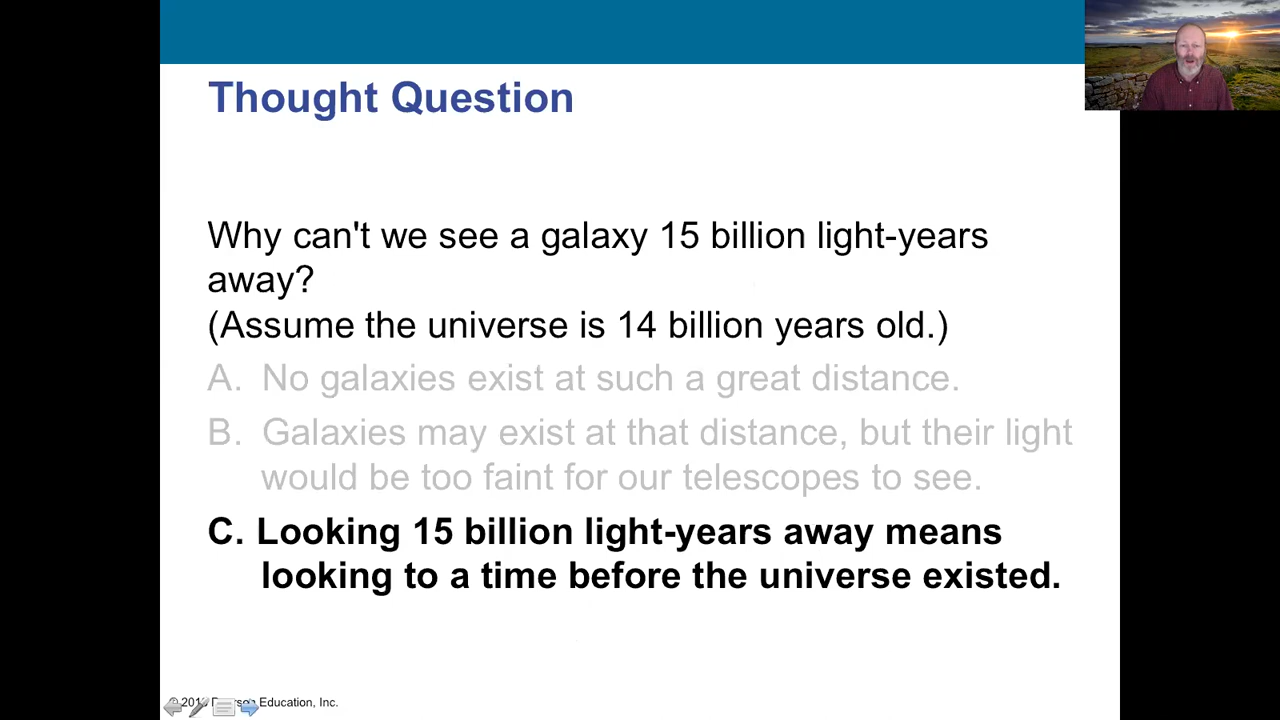 Thought Question
Why can't we see a galaxy 15 billion light-years
away?
(Assume the universe is 14 billion years old.)
A. No galaxies exist at such a great distance.
B. Galaxies may exist at that distance, but their light
would be too faint for our telescopes to see.
C. Looking 15 billion light-years away means
looking to a time before the universe existed.
© Education, Inc.